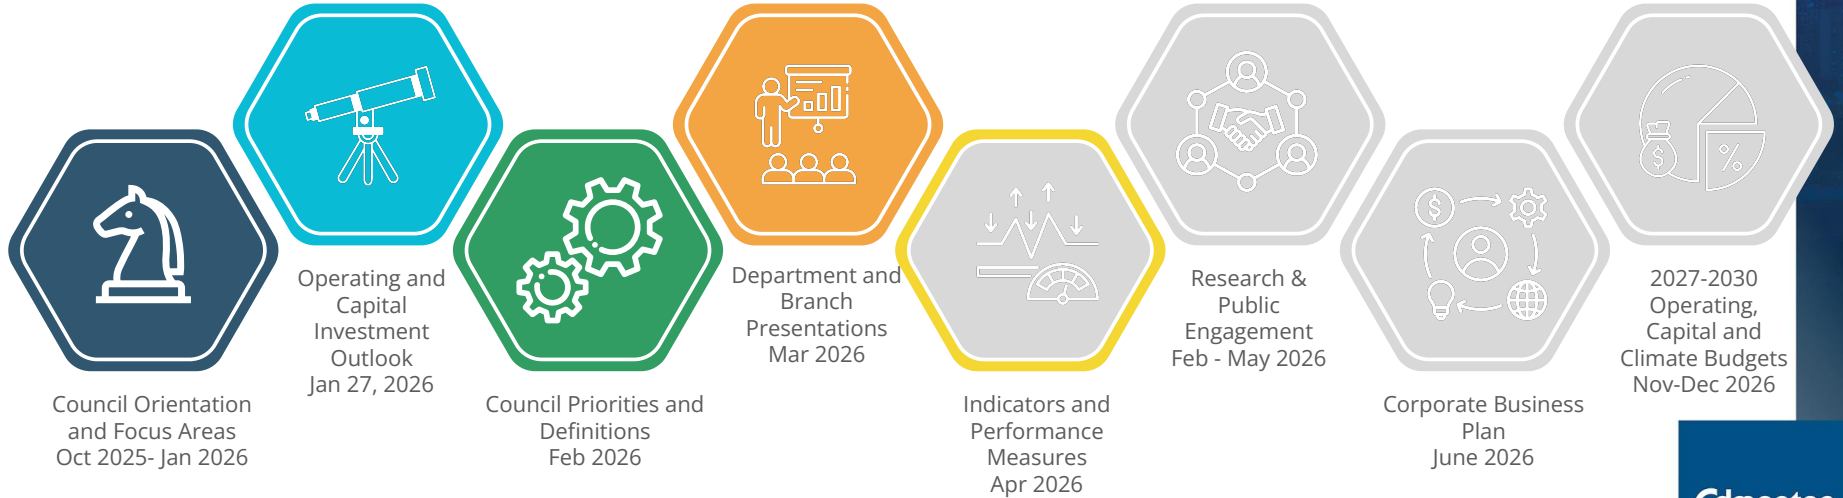 Council Orientation
and Focus Areas
Oct 2025- Jan 2026
Operating and
Capital
Investment
Outlook
Jan 27, 2026
Council Priorities and
Definitions
Feb 2026
Department and
Branch
Presentations
Mar 2026
Indicators and
Performance
Measures
Apr 2026
Research &
Public
Engagement
Feb - May 2026
Corporate Business
Plan
June 2026
2027-2030
Operating,
Capital and
Climate Budgets
Nov-Dec 2026
$
$
%